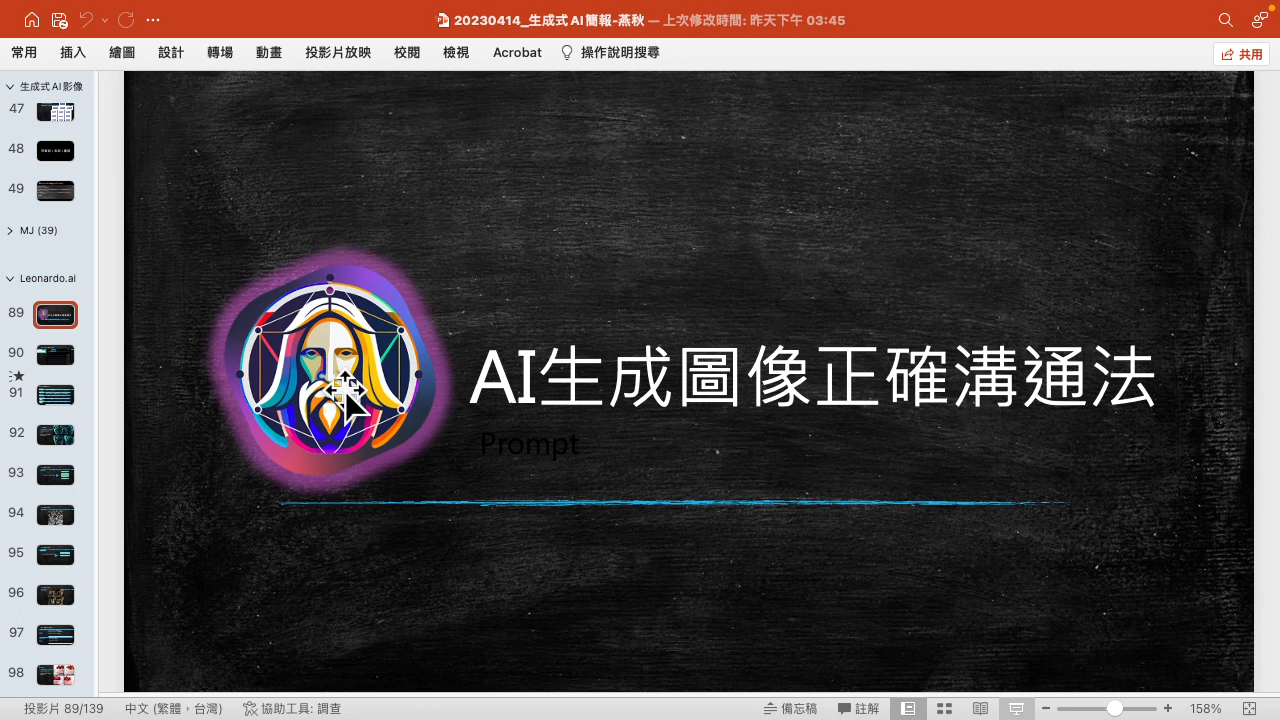 20230414_生成式 AI 簡報-燕秋 — 上次修改時間: 昨天下午 03:45
常用 插入 繪圖 設計 轉場 動畫 投影片放映 校閱 檢視 Acrobat 操作說明搜尋 共用
生成式 AI 影像
47
48
49
MJ (39)
Leonardo.ai
89
90
91
92
93
94
95
96
97
98
AI生成圖像正確溝通法
Prompt
投影片 89/139 中文 (繁體，台灣) 協助工具: 調查 備忘稿 註解 158%